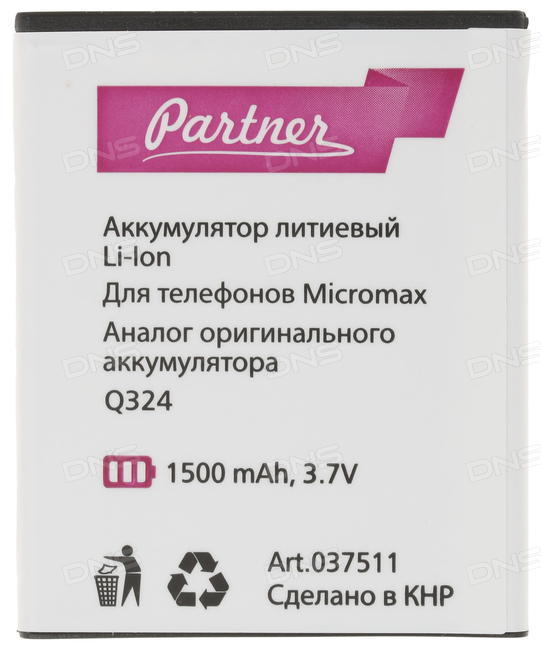 Partner
Аккумулятор литиевый
Li-Ion
Для телефонов Micromax
Аналог оригинального
аккумулятора
Q324
1500 mAh, 3.7V
Art.037511
Сделано в КНР
DNS